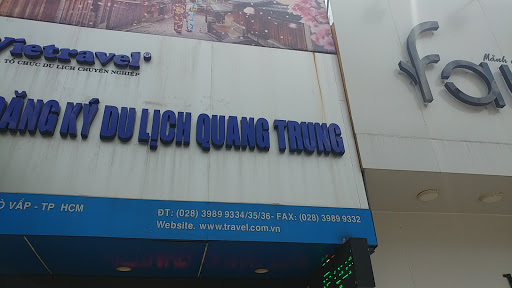 Vietravel®
TỔ CHỨC DU LỊCH CHUYÊN NGHIỆP
ĐĂNG KÝ DU LỊCH QUANG TRUNG
VẤP - TP HCM
ĐT: (028) 3989 9334/35/36- FAX: (028) 3989 9332
Website. www.travel.com.vn
Mảnh